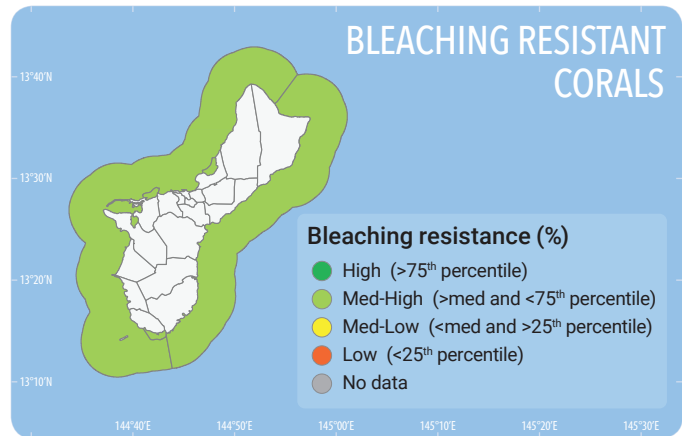 BLEACHING RESISTANT
CORALS
13°40'N
13°30'N
13°20'N
13°10'N
Bleaching resistance (%)
High (>75th percentile)
Med-High (>med and <75th percentile)
Med-Low (<med and >25th percentile)
Low (<25th percentile)
No data
144°40'E 144°50'E 145°00'E 145°10'E 145°20'E 145°30'E